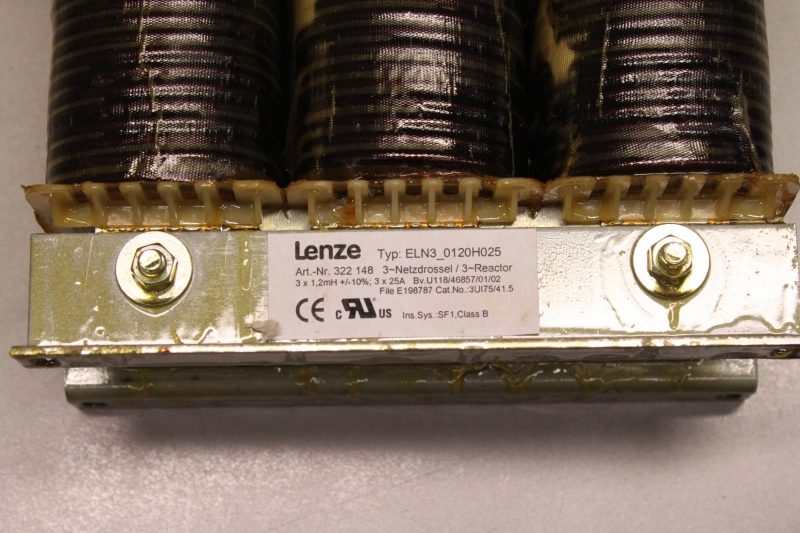 Lenze Typ: ELN3_0120H025
Art.-Nr. 322 148 3~Netzdrossel / 3~Reactor
3 x 1,2mH +/-10%; 3 x 25A Bv.U118/46857/01/02
File E198787 Cat.No.:3UI75/41.5
CE c RU US Ins.Sys.:SF1,Class B